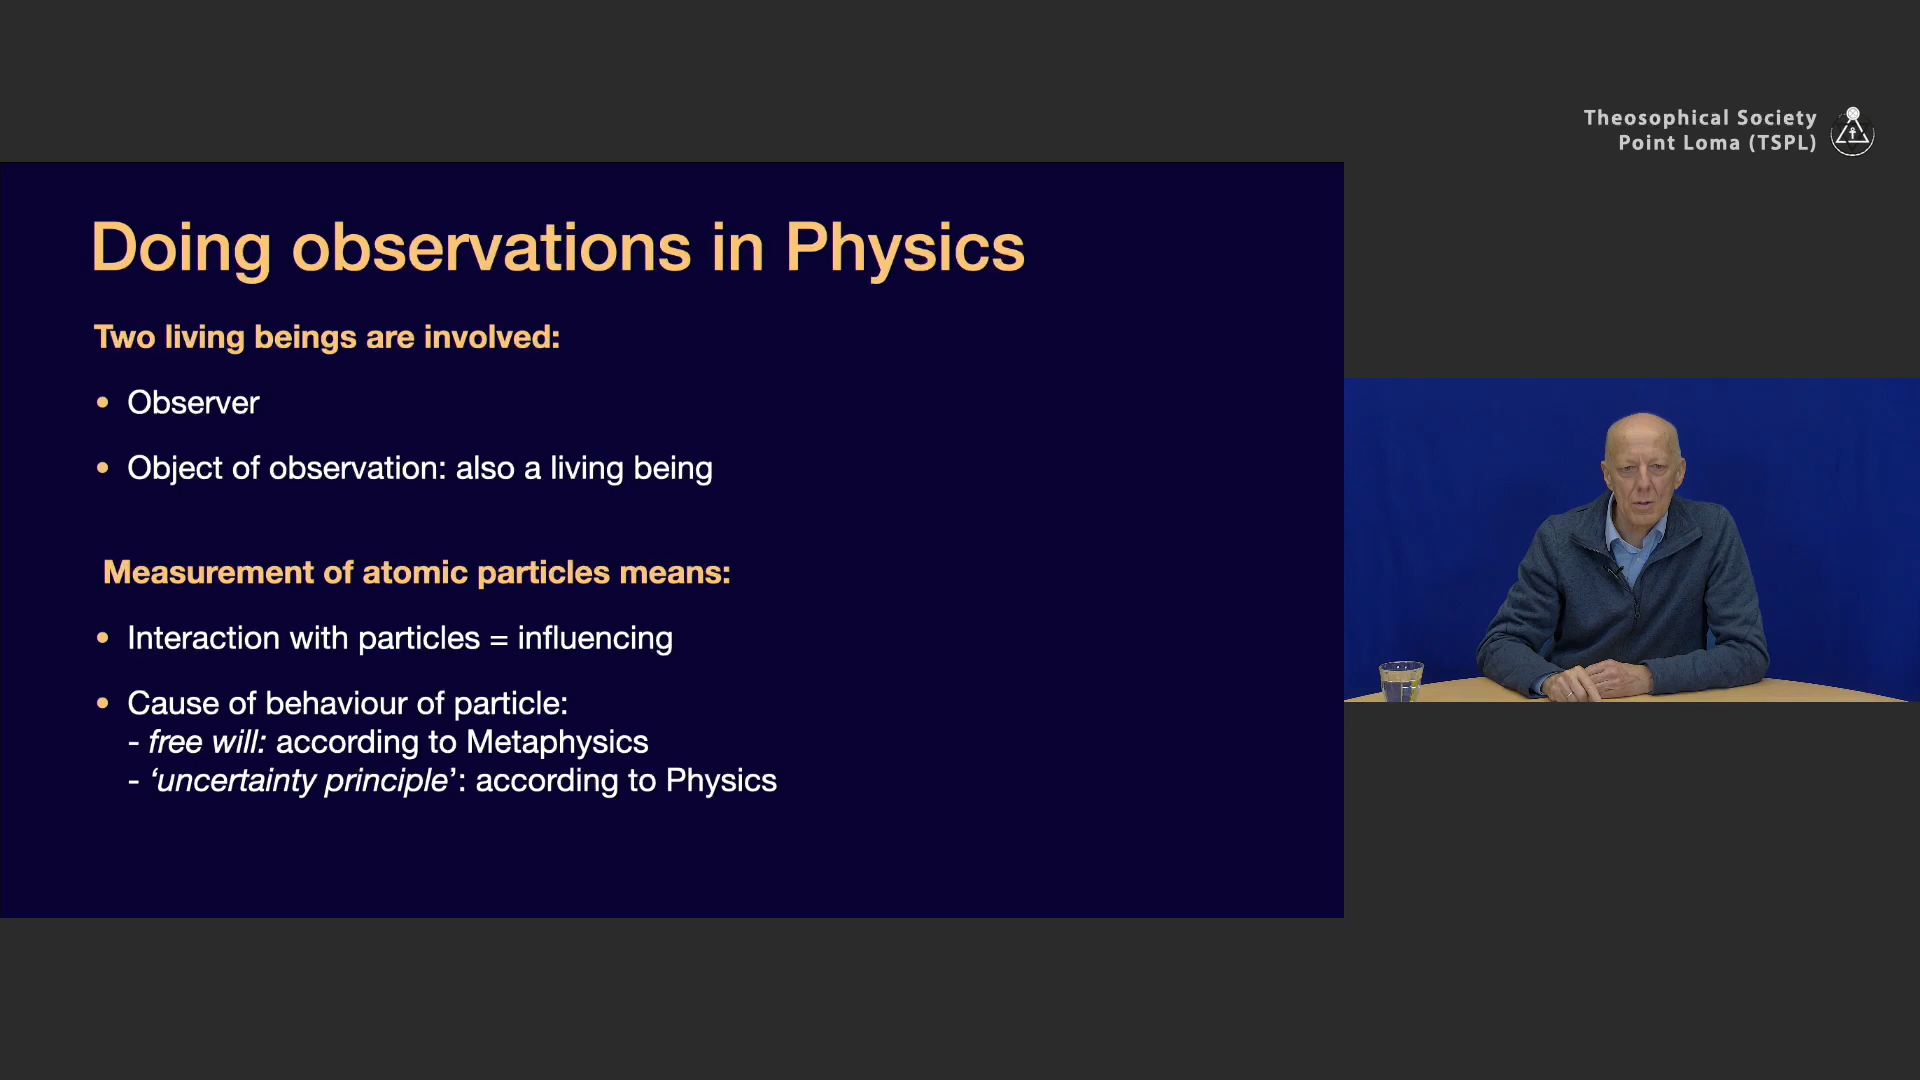 Theosophical Society
Point Loma (TSPL)
Doing observations in Physics
Two living beings are involved:
• Observer
• Object of observation: also a living being
Measurement of atomic particles means:
• Interaction with particles = influencing
• Cause of behaviour of particle:
- free will: according to Metaphysics
- ‘uncertainty principle’: according to Physics